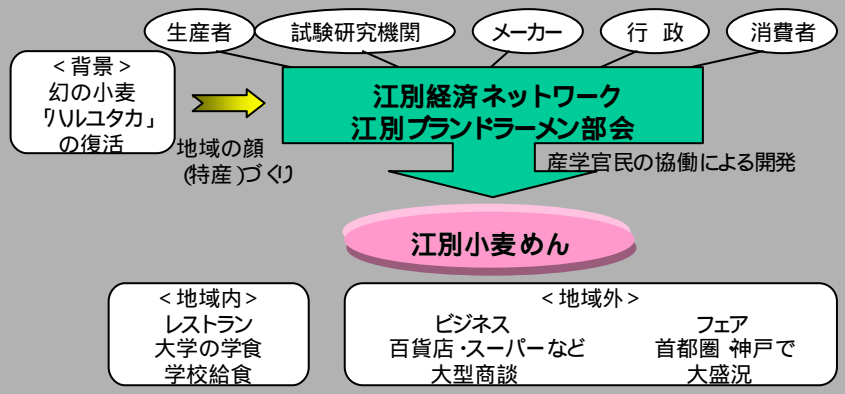 生産者
試験研究機関
メーカー
行 政
消費者
<背景>
幻の小麦
「ハルユタカ」
の復活
地域の顔
(特産)づくり
江別経済ネットワーク
江別ブランドラーメン部会
産学官民の協働による開発
江別小麦めん
<地域内>
レストラン
大学の学食
学校給食
<地域外>
ビジネス
百貨店・スーパーなど
大型商談
フェア
首都圏・神戸で
大盛況